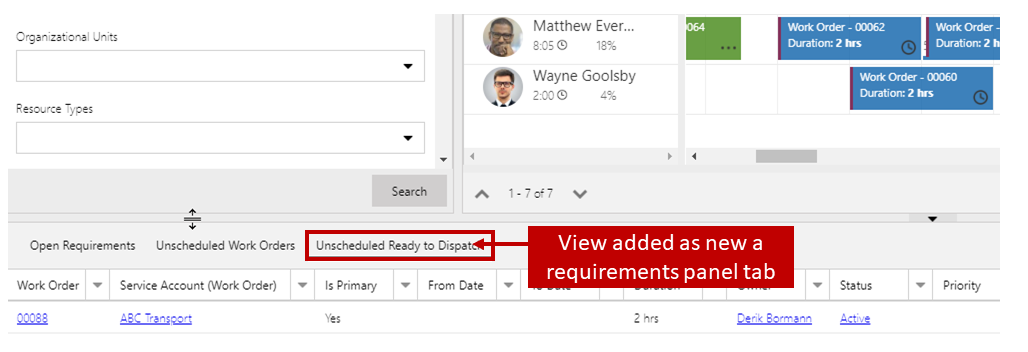 Organizational Units
Resource Types
Search
Matthew Ever...
8:05 18%
Wayne Goolsby
2:00 4%
064
...
Work Order - 00062
Duration: 2 hrs
Work Order -
Duration: 2 h
Work Order - 00060
Duration: 2 hrs
1 - 7 of 7
Open Requirements Unscheduled Work Orders Unscheduled Ready to Dispatch
View added as new a
requirements panel tab
Work Order Service Account (Work Order) Is Primary From Date To Date Duration Owner Status Priority
00088 ABC Transport Yes 2 hrs Derik Bormann Active